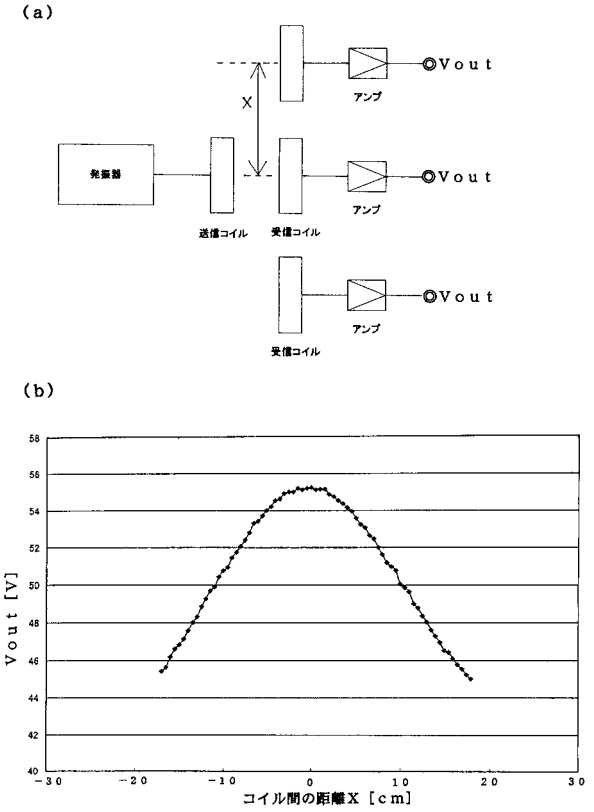 (a)
Vout
アンプ
X
発振器
Vout
送信コイル
受信コイル
アンプ
Vout
アンプ
受信コイル
(b)
58
56
54
52
50
48
46
44
42
40
Vout [V]
-30
-20
-10
0
10
20
30
コイル間の距離X [cm]